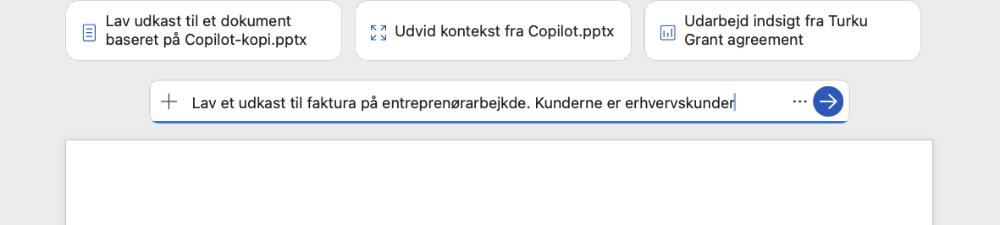 Lav udkast til et dokument
baseret på Copilot-kopi.pptx
Udvid kontekst fra Copilot.pptx
Udarbejd indsigt fra Turku
Grant agreement
Lav et udkast til faktura på entreprenørarbejkde. Kunderne er erhvervskunder